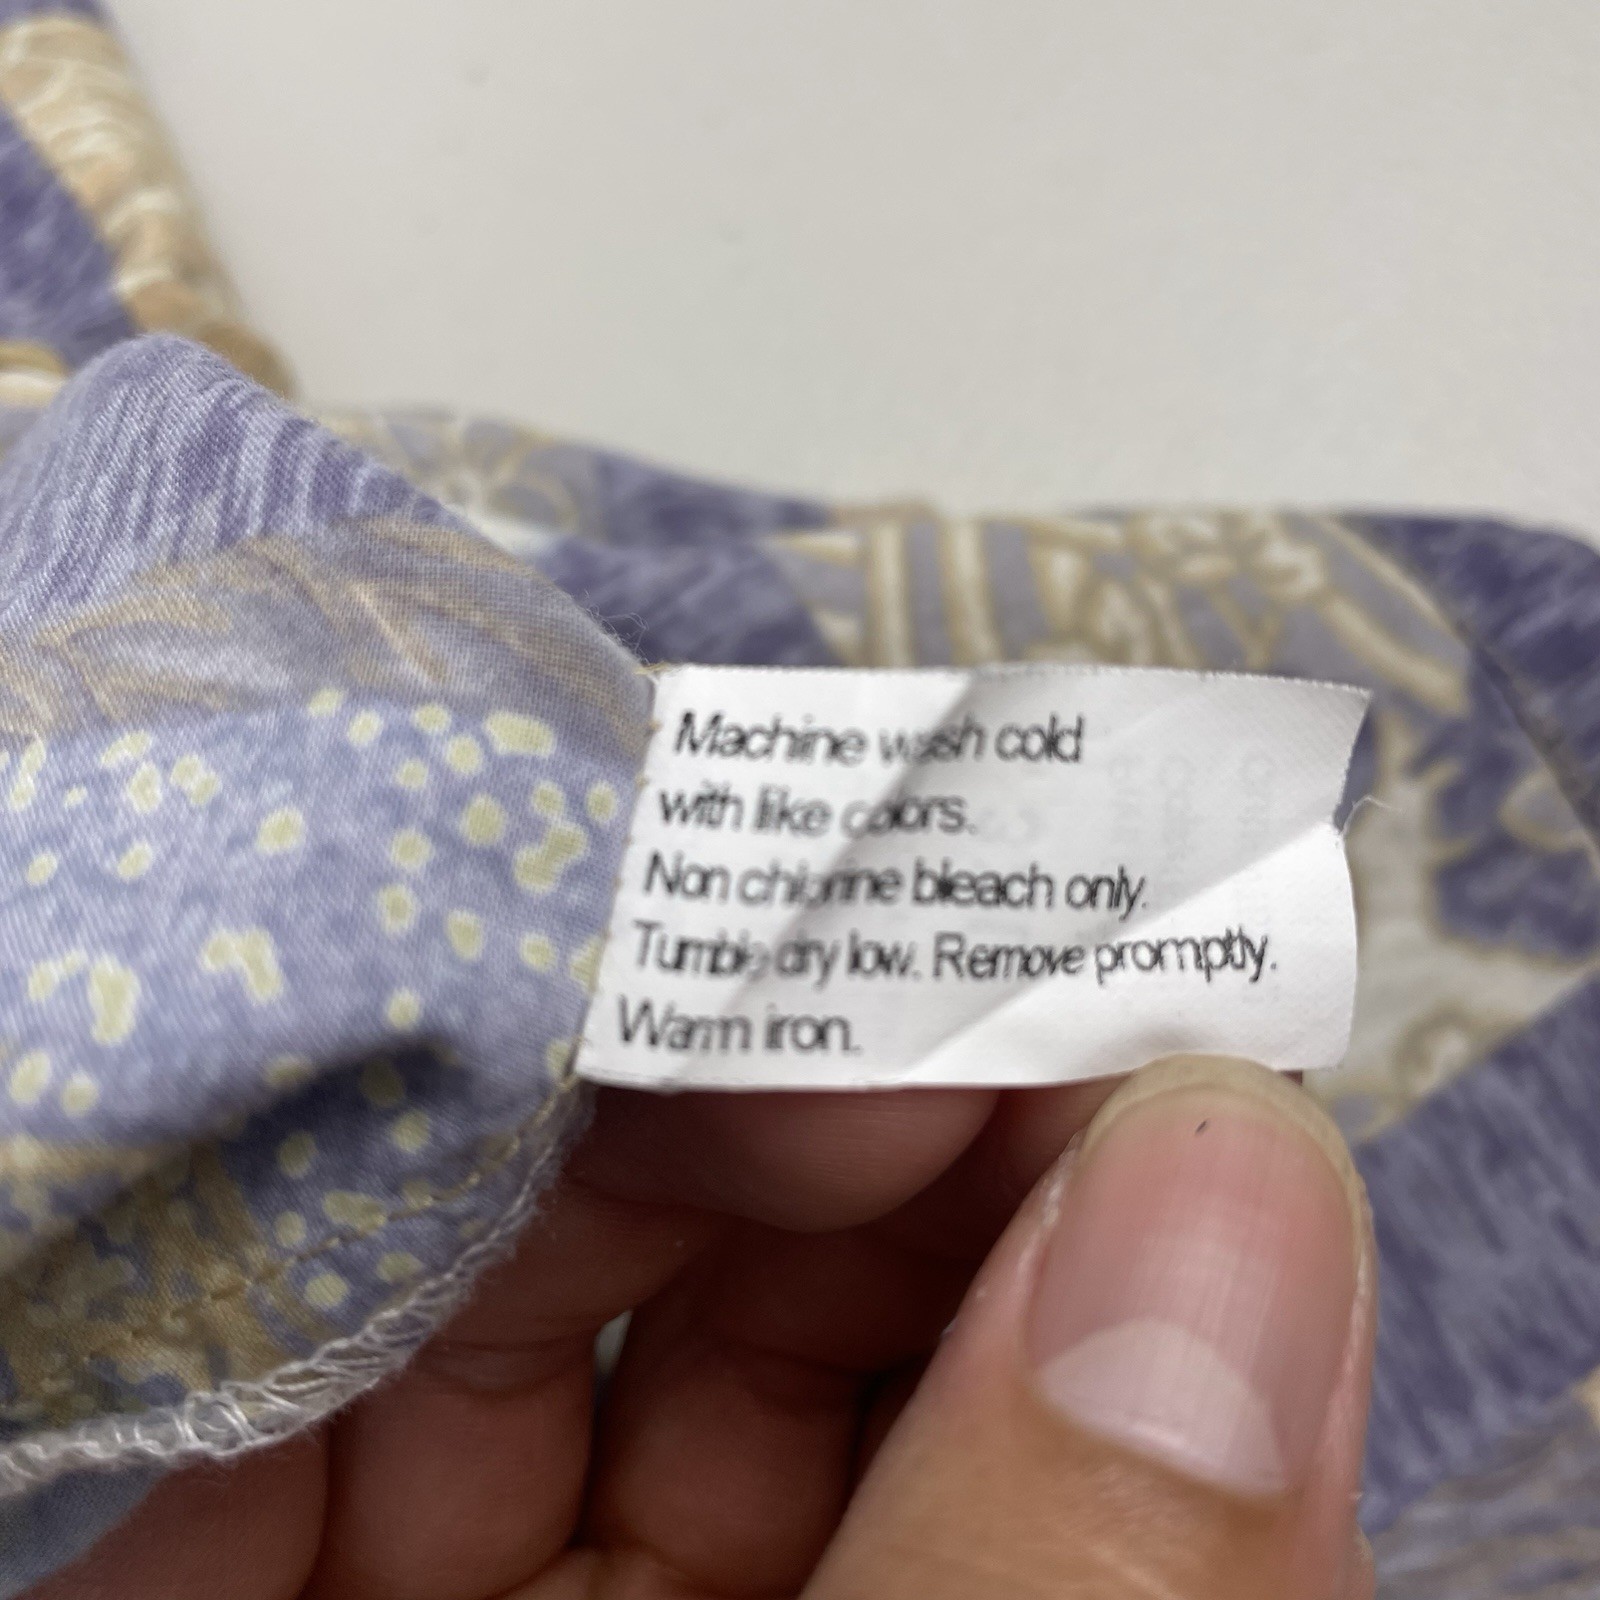 Machine wash cold
with like colors.
Non chlorine bleach only.
Tumble dry low. Remove promptly.
Warm iron.